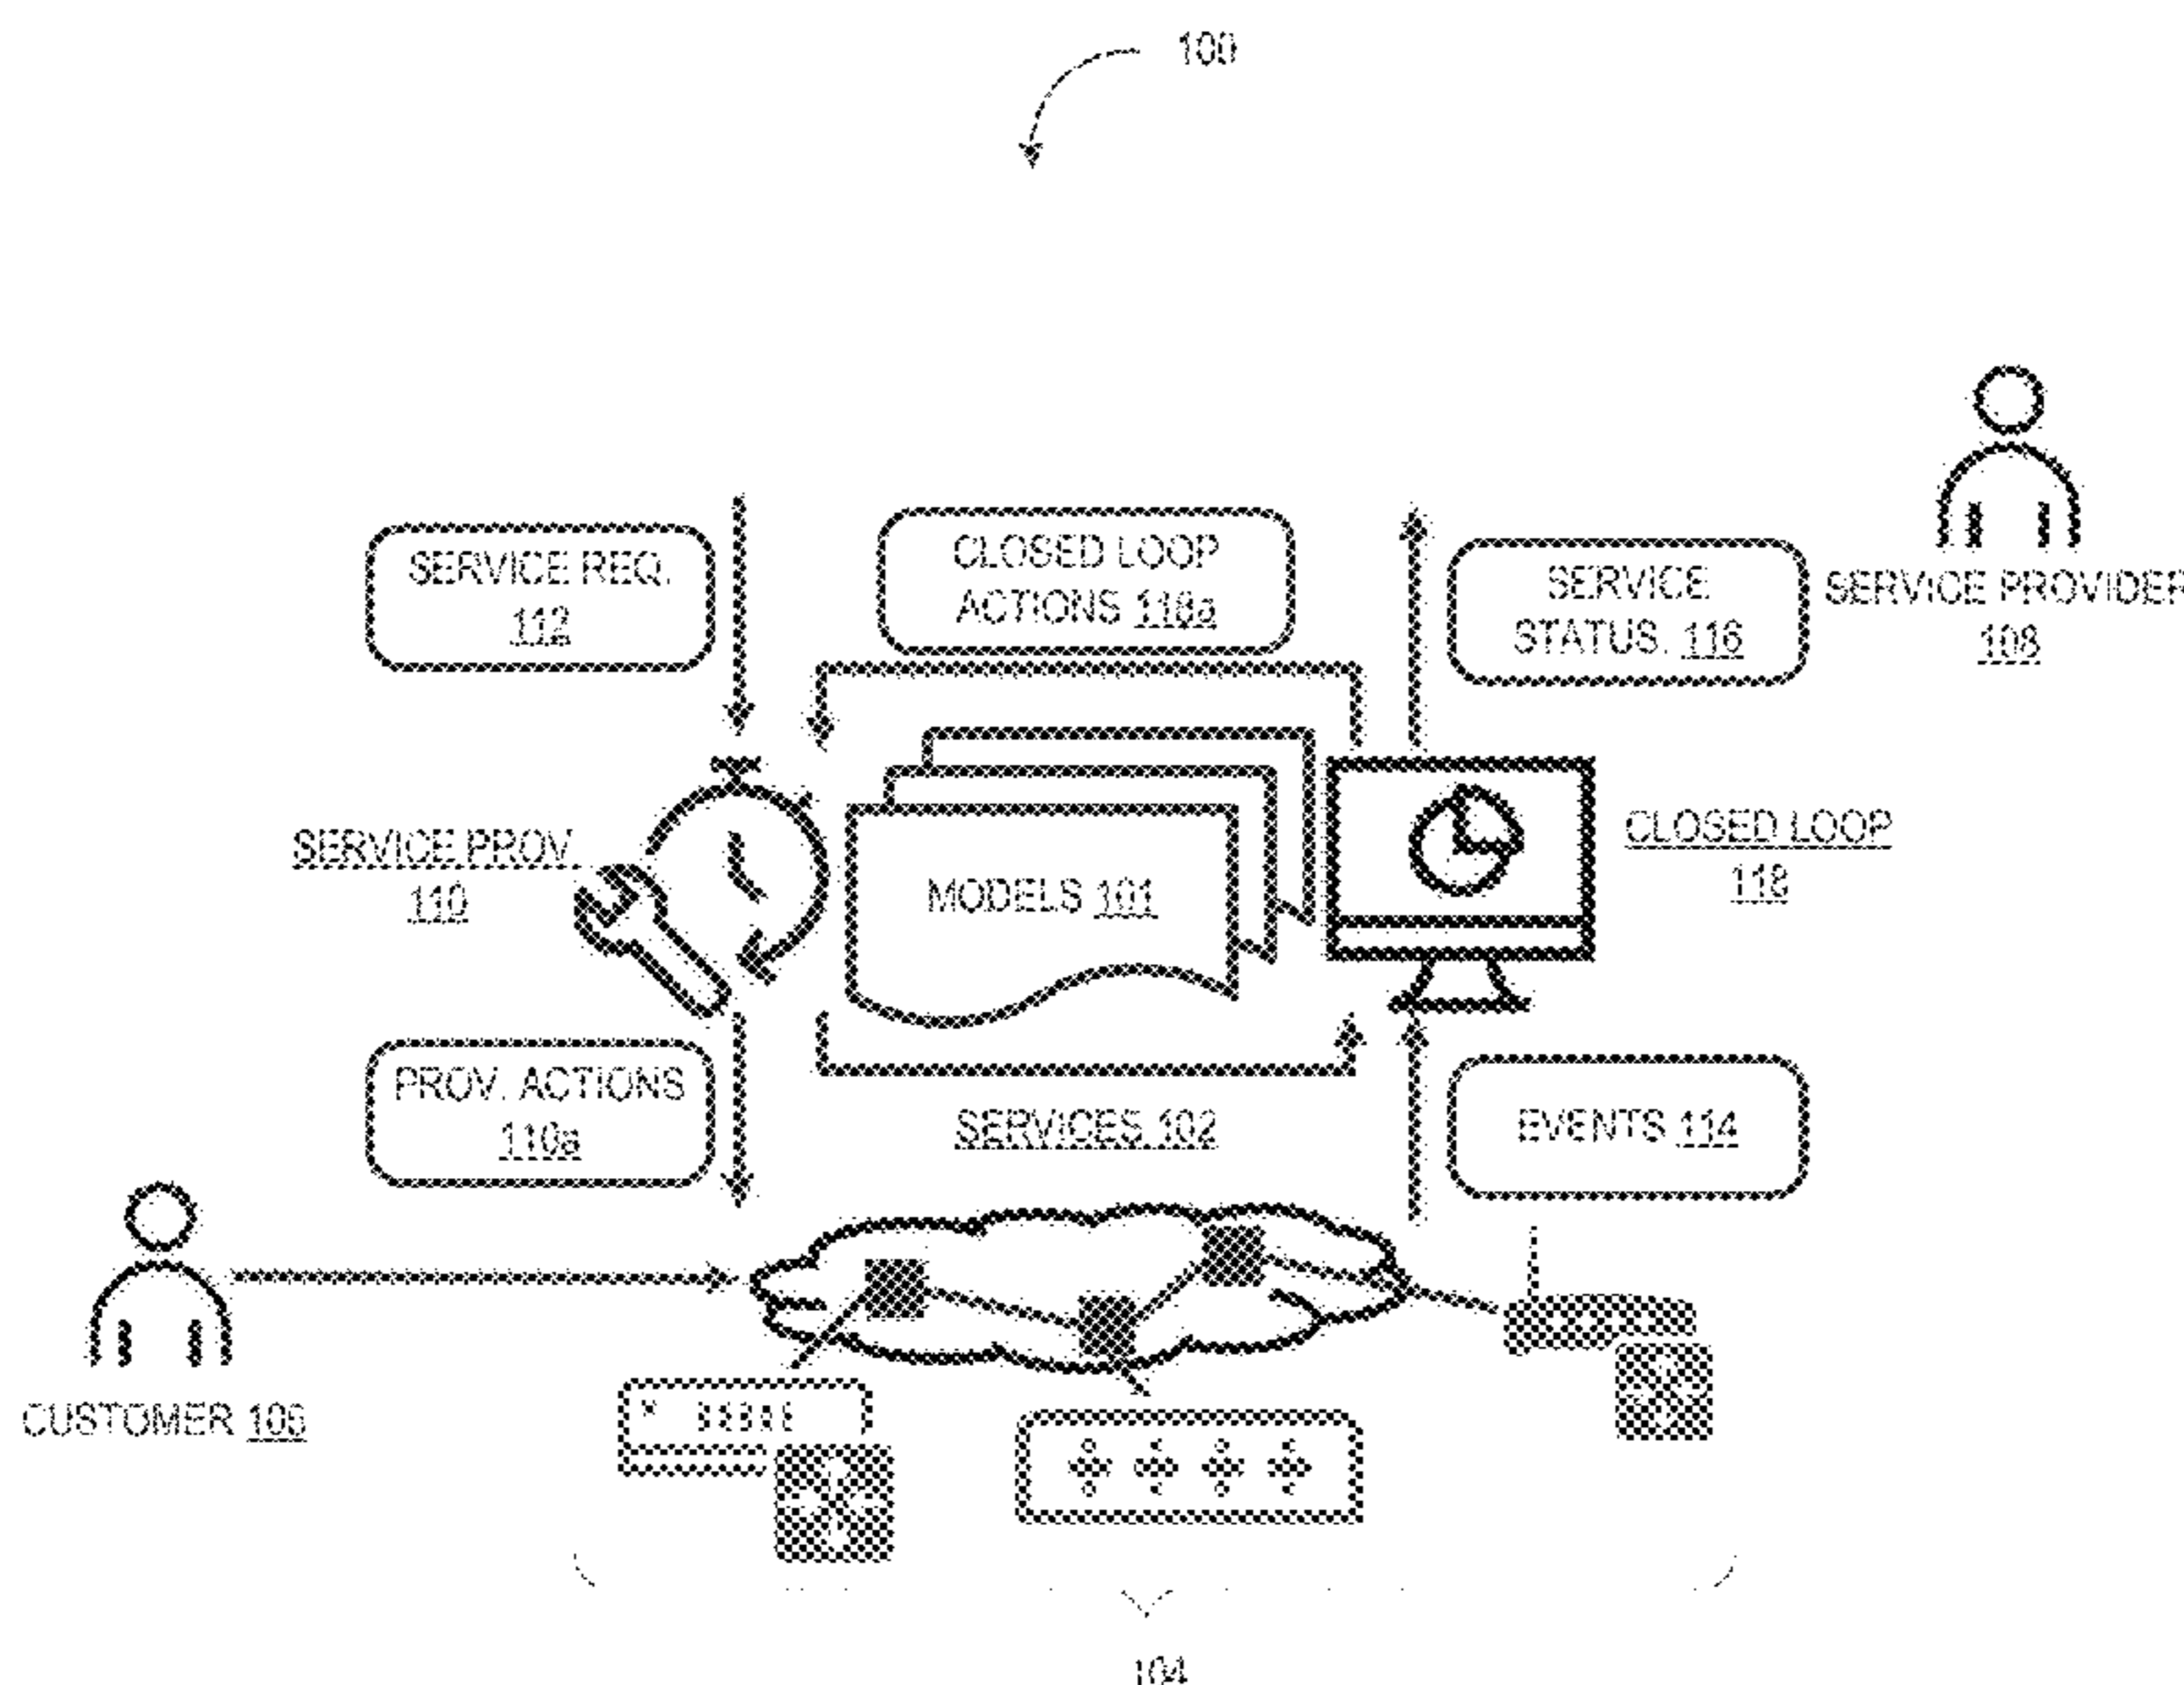 100
SERVICE REQ.
112
CLOSED LOOP
ACTIONS 118a
SERVICE
STATUS. 116
SERVICE PROVIDER
108
SERVICE PROV.
110
MODELS 101
CLOSED LOOP
118
PROV. ACTIONS
110a
SERVICES 102
EVENTS 114
CUSTOMER 106
104